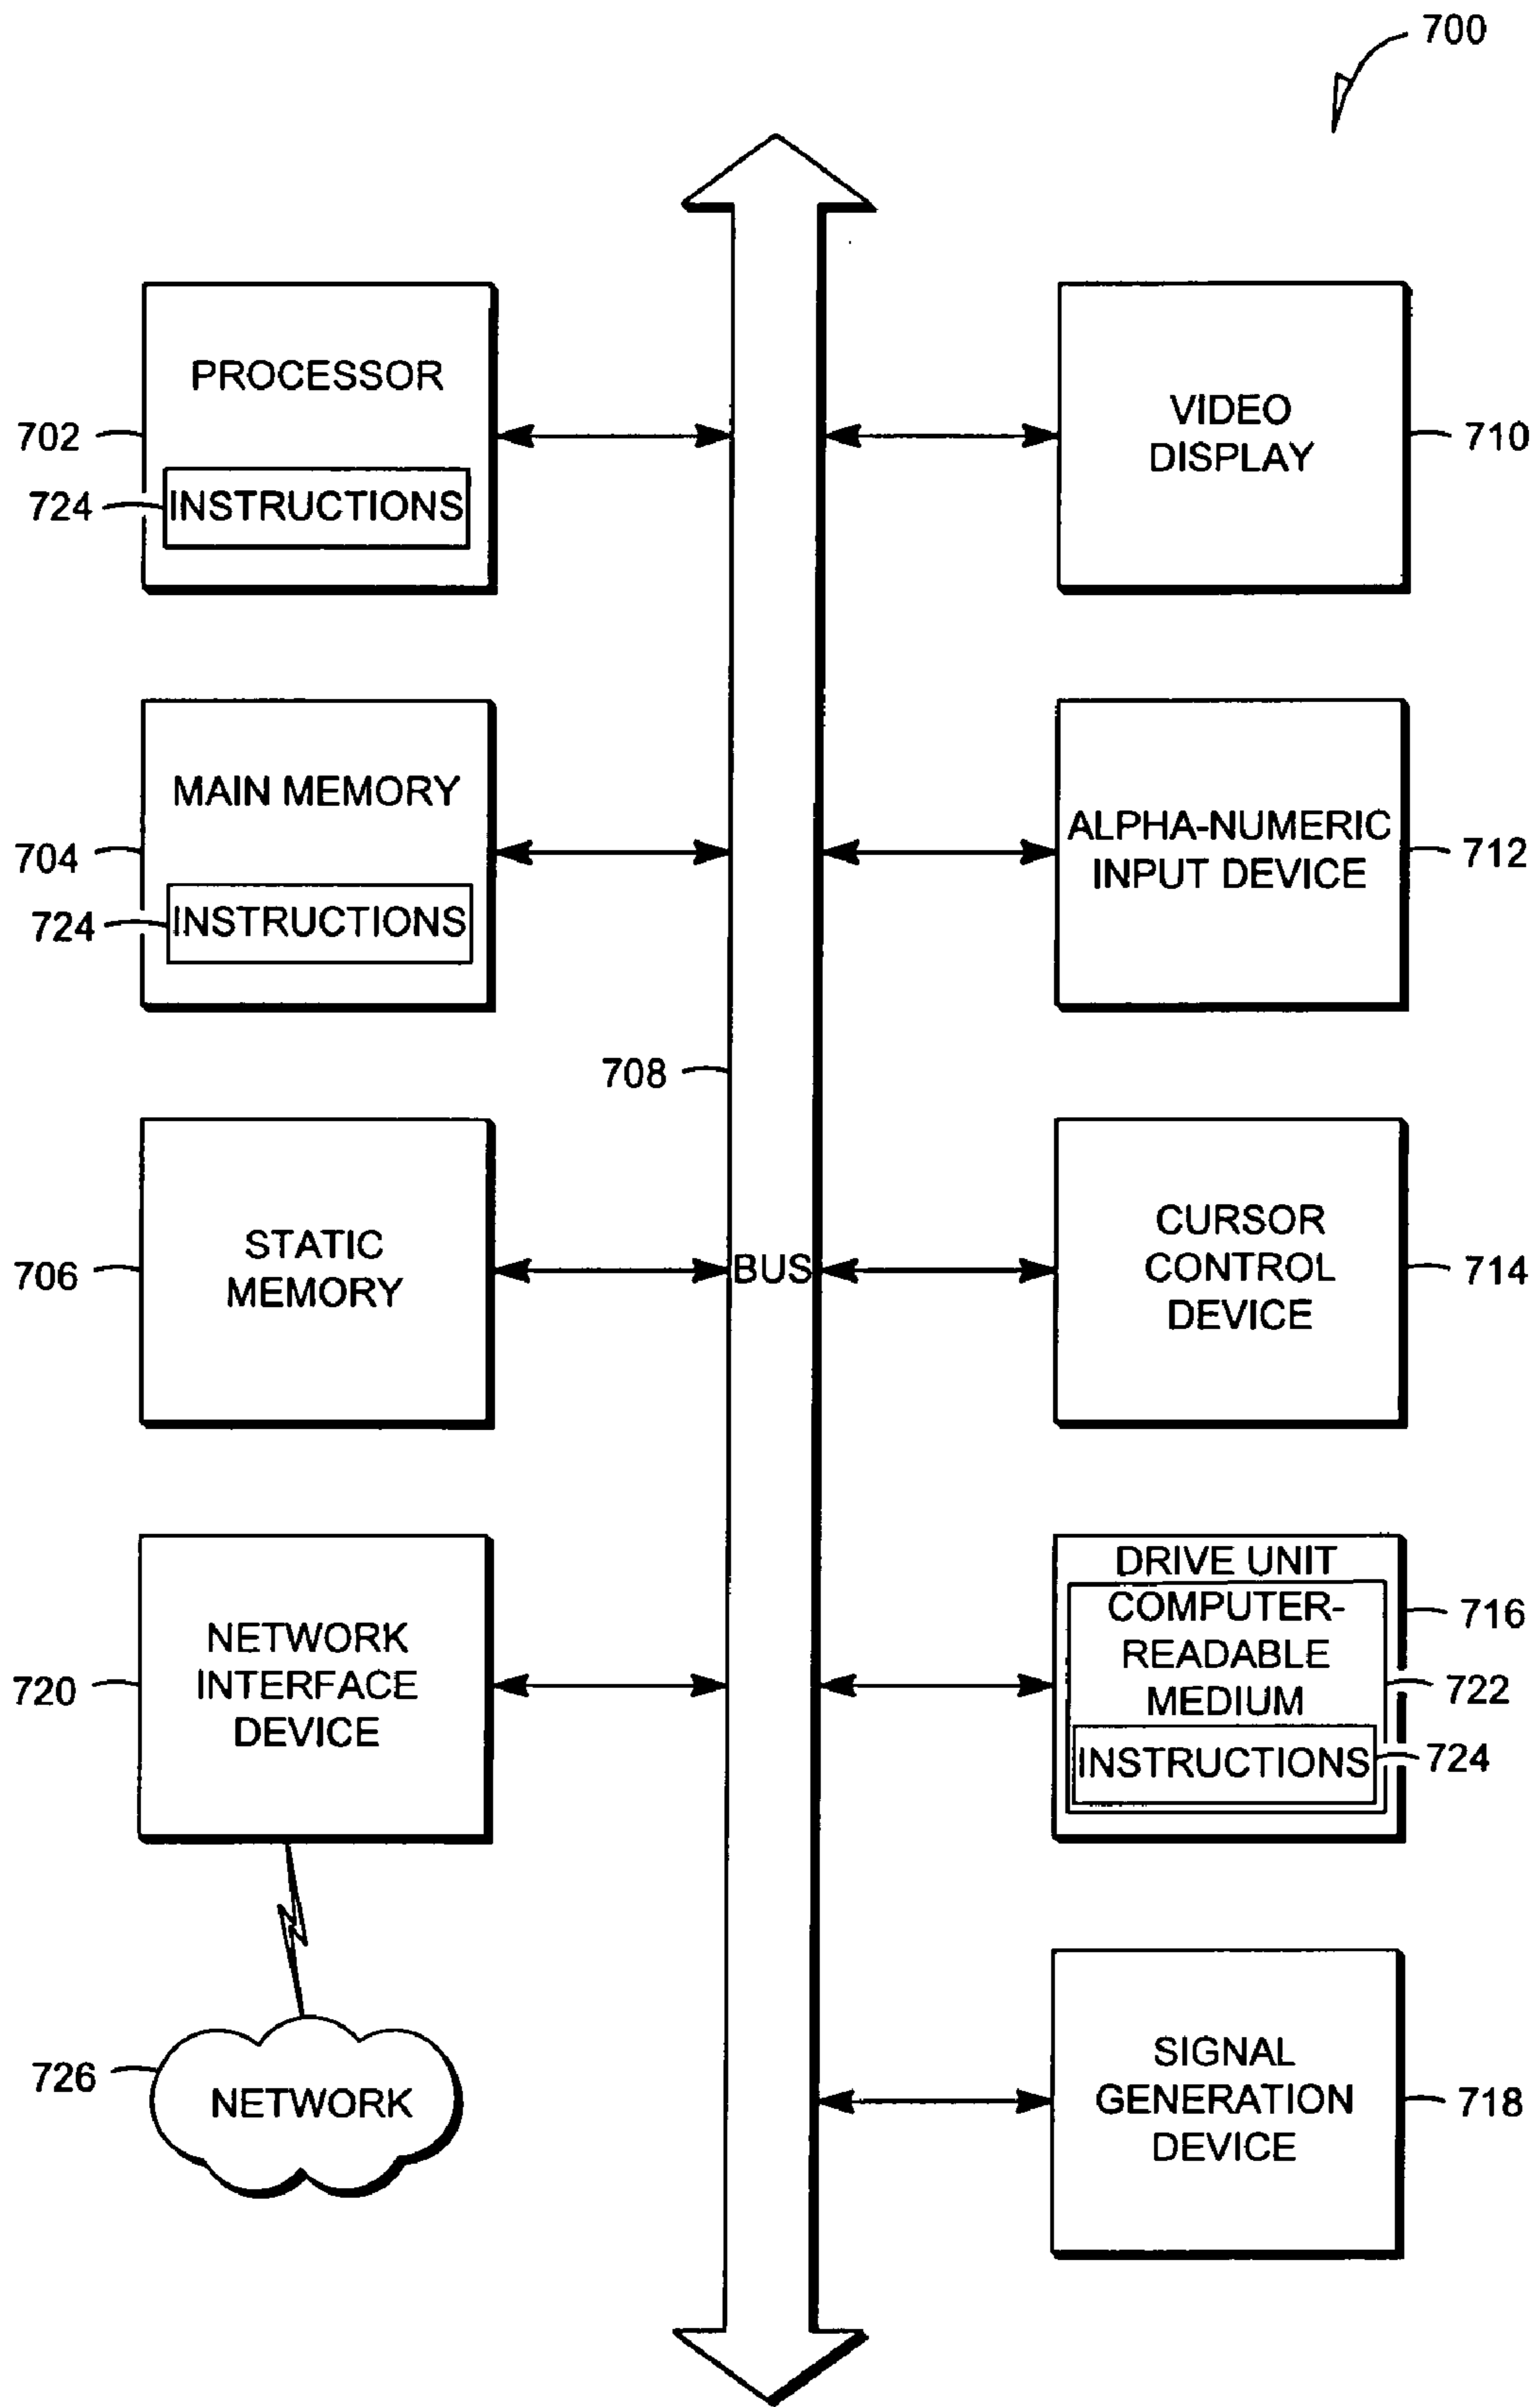 700
PROCESSOR
702
724
INSTRUCTIONS
VIDEO
DISPLAY
710
MAIN MEMORY
704
724
INSTRUCTIONS
ALPHA-NUMERIC
INPUT DEVICE
712
708
STATIC
MEMORY
706
BUS
CURSOR
CONTROL
DEVICE
714
NETWORK
INTERFACE
DEVICE
720
DRIVE UNIT
COMPUTER-
READABLE
MEDIUM
716
722
INSTRUCTIONS
724
726
NETWORK
SIGNAL
GENERATION
DEVICE
718